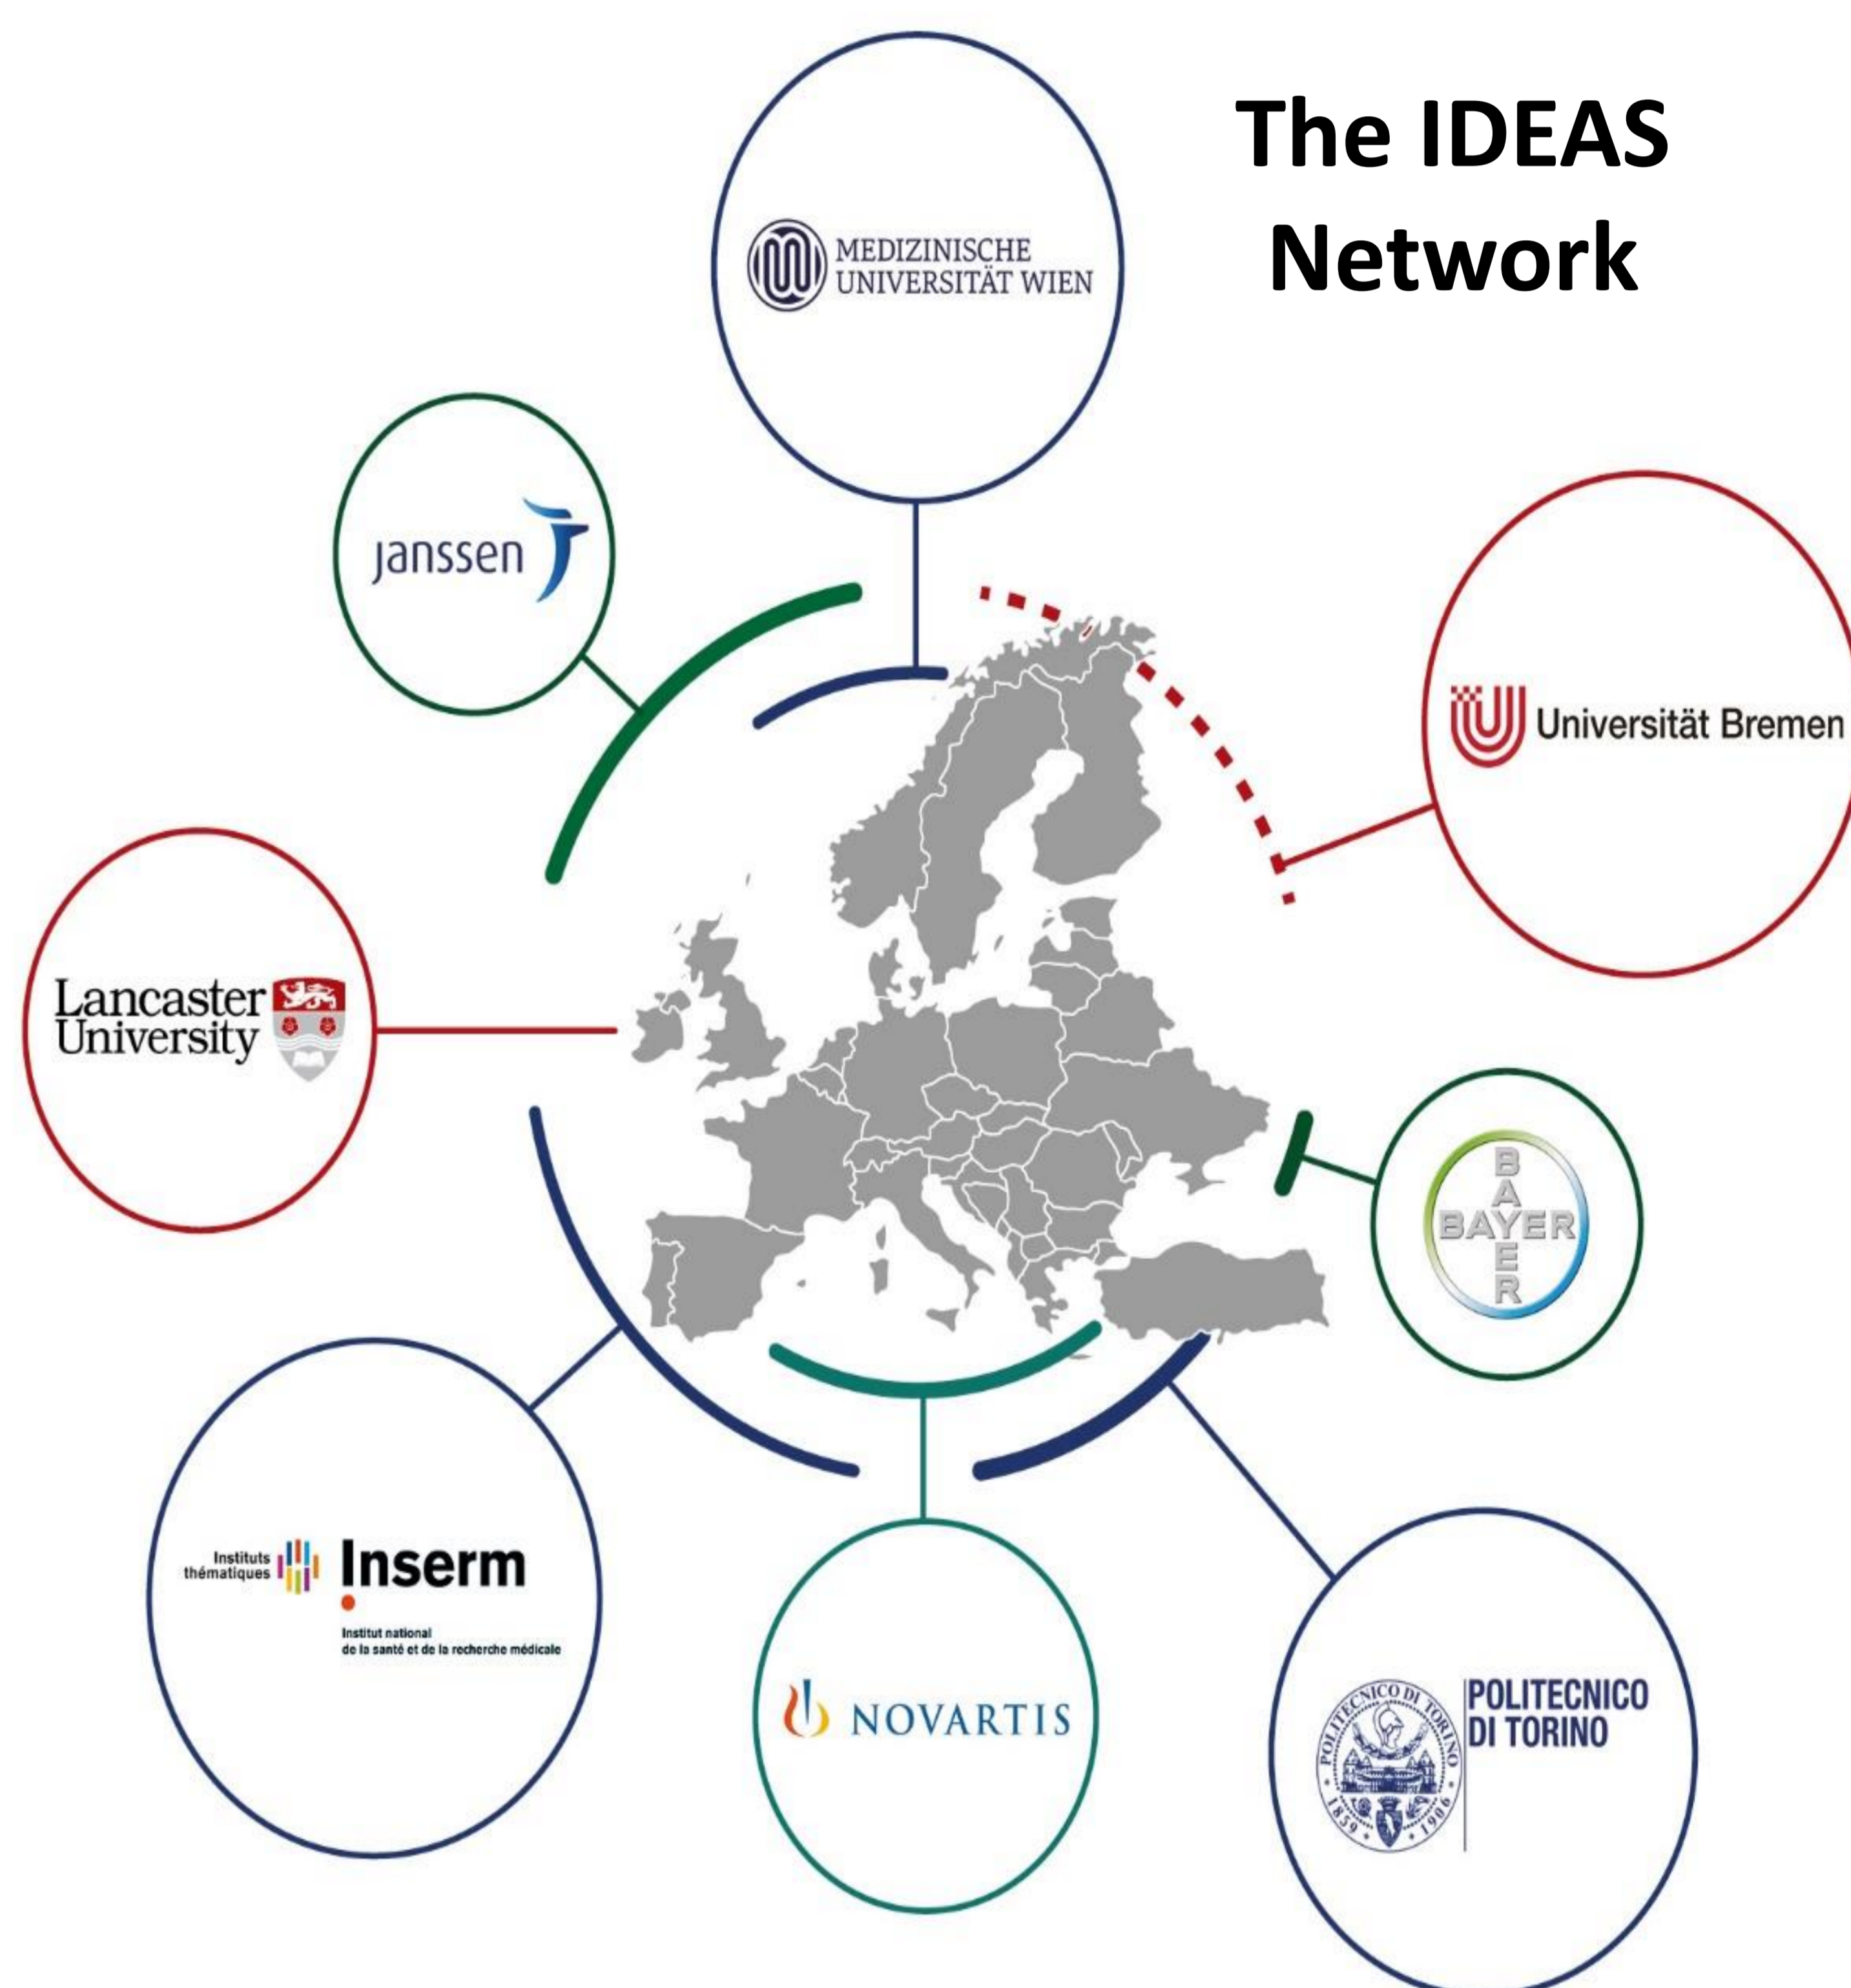 The IDEAS
Network
MEDIZINISCHE
UNIVERSITÄT WIEN
janssen
Universität Bremen
Lancaster
University
BAYER
BAYER
Instituts
thématiques
Inserm
Institut national
de la santé et de la recherche médicale
NOVARTIS
POLITECNICO
DI TORINO
POLITECNICO DI TORINO
1859
1906